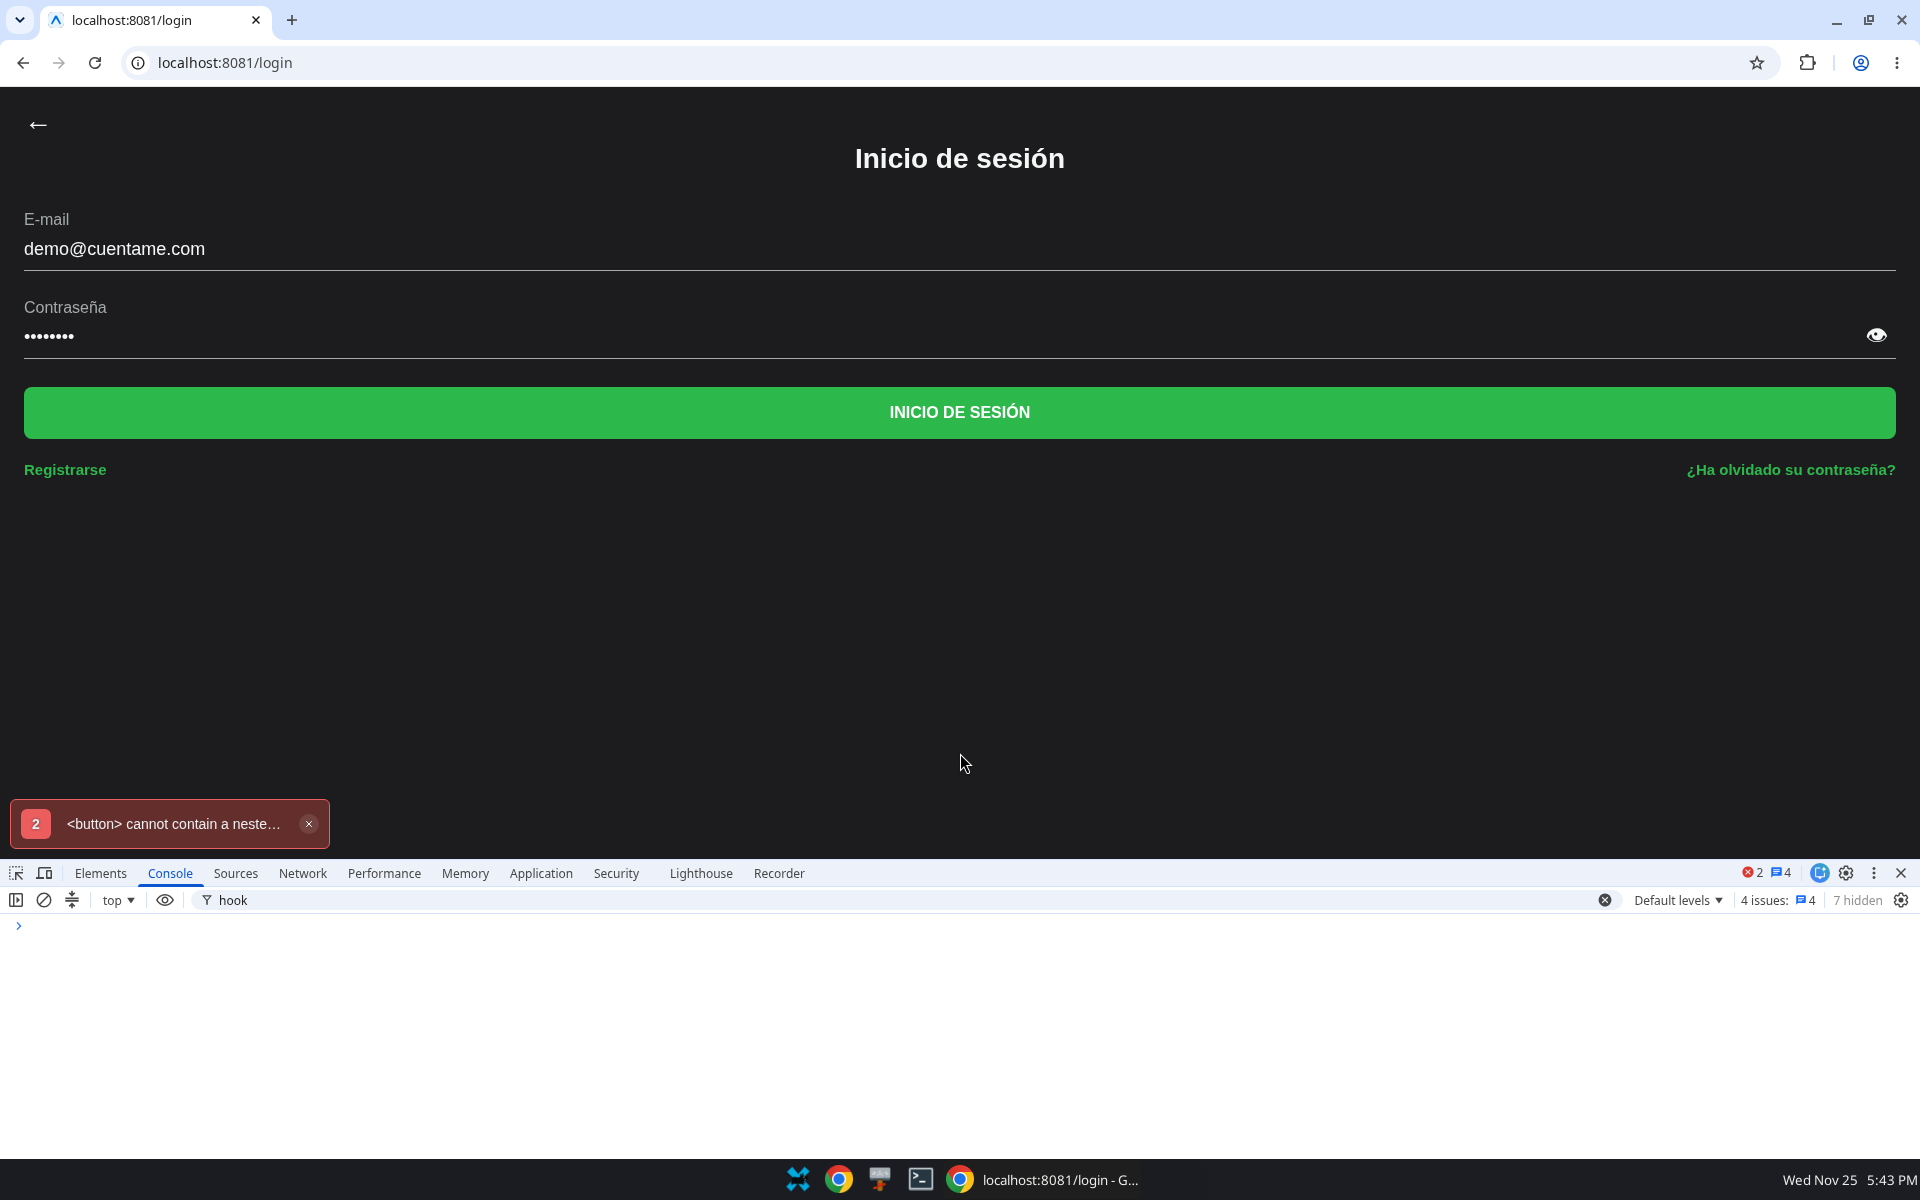 localhost:8081/login
localhost:8081/login
←
Inicio de sesión
E-mail
demo@cuentame.com
Contraseña
••••••••
INICIO DE SESIÓN
Registrarse
¿Ha olvidado su contraseña?
2 <button> cannot contain a neste…
Elements Console Sources Network Performance Memory Application Security Lighthouse Recorder 2 4
top hook Default levels 4 issues: 4 7 hidden
localhost:8081/login - G...
Wed Nov 25 5:43 PM